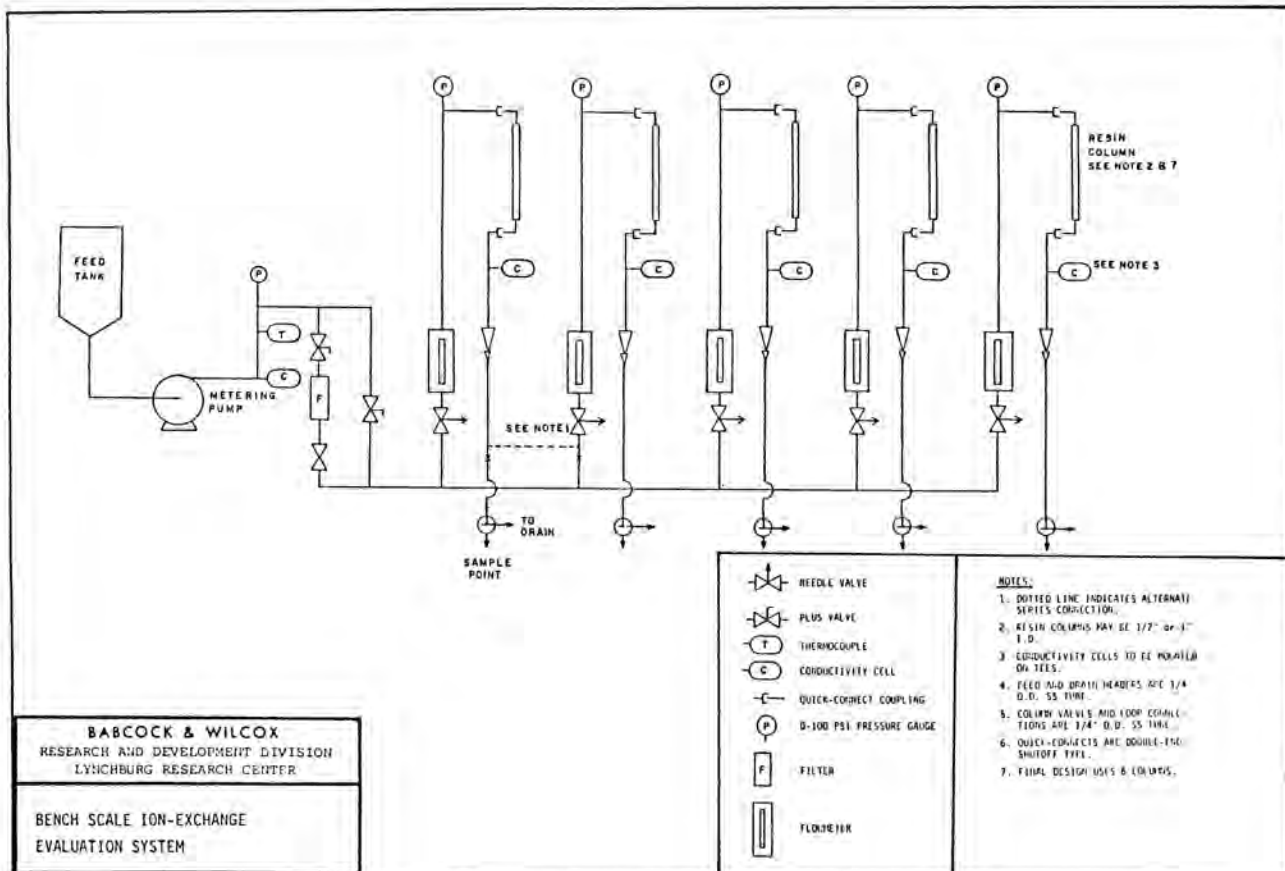 P
P
P
P
P
RESIN
COLUMN
SEE NOTE 2 & 7
FEED
TANK
P
C
C
C
C
C
SEE NOTE 3
T
C
METERING
PUMP
F
SEE NOTE 1
TO
DRAIN
SAMPLE
POINT
NEEDLE VALVE
PLUS VALVE
T THERMOCOUPLE
C CONDUCTIVITY CELL
QUICK-CONNECT COUPLING
P 0-100 PSI PRESSURE GAUGE
F FILTER
FLOWMETER
NOTES:
1. DOTTED LINE INDICATES ALTERNATE
SERIES CONNECTION.
2. RESIN COLUMNS MAY BE 1/2" or 1"
I.D.
3. CONDUCTIVITY CELLS TO BE MOUNTED
ON TEES.
4. FEED AND DRAIN HEADERS ARE 1/4
O.D. SS TUBE.
5. COLUMN VALVES AND LOOP CONNEC-
TIONS ARE 1/4" O.D. SS TUBE.
6. QUICK-CONNECTS ARE DOUBLE-END
SHUTOFF TYPE.
7. FINAL DESIGN USES 8 COLUMNS.
BABCOCK & WILCOX
RESEARCH AND DEVELOPMENT DIVISION
LYNCHBURG RESEARCH CENTER
BENCH SCALE ION-EXCHANGE
EVALUATION SYSTEM